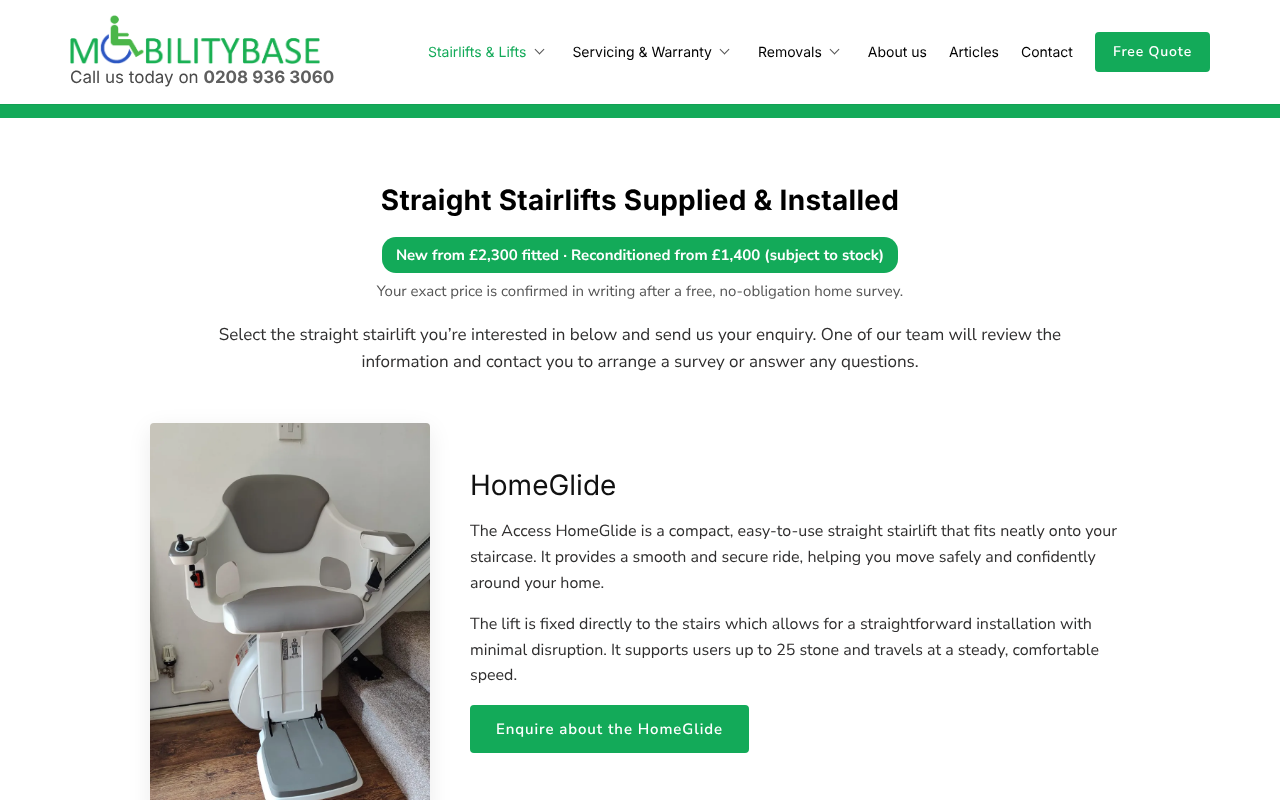 MOBILITYBASE
Call us today on 0208 936 3060
Stairlifts & Lifts
Servicing & Warranty
Removals
About us
Articles
Contact
Free Quote
Straight Stairlifts Supplied & Installed
New from £2,300 fitted · Reconditioned from £1,400 (subject to stock)
Your exact price is confirmed in writing after a free, no-obligation home survey.
Select the straight stairlift you’re interested in below and send us your enquiry. One of our team will review the
information and contact you to arrange a survey or answer any questions.
HomeGlide
The Access HomeGlide is a compact, easy-to-use straight stairlift that fits neatly onto your
staircase. It provides a smooth and secure ride, helping you move safely and confidently
around your home.
The lift is fixed directly to the stairs which allows for a straightforward installation with
minimal disruption. It supports users up to 25 stone and travels at a steady, comfortable
speed.
Enquire about the HomeGlide